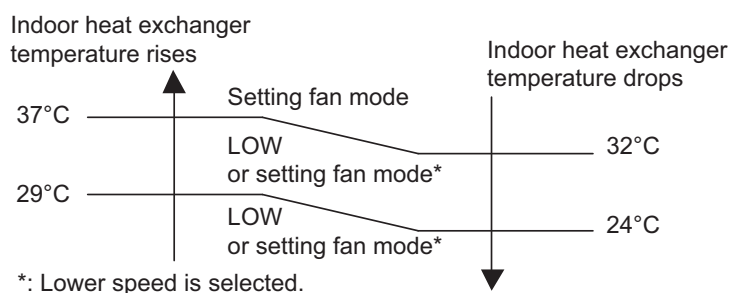 Indoor heat exchanger
temperature rises
Indoor heat exchanger
temperature drops
Setting fan mode
37°C
LOW
or setting fan mode*
32°C
29°C
LOW
or setting fan mode*
24°C
*: Lower speed is selected.